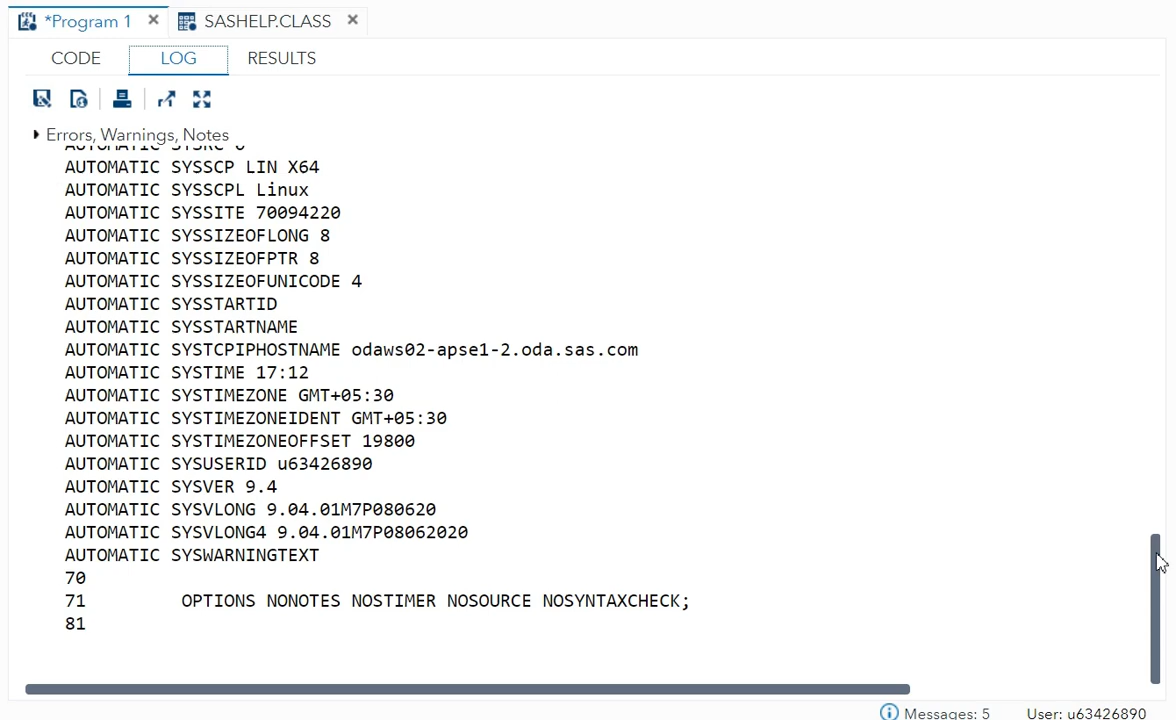 *Program 1
SASHELP.CLASS
CODE LOG RESULTS
Errors, Warnings, Notes
AUTOMATIC SYSRC 0
AUTOMATIC SYSSCP LIN X64
AUTOMATIC SYSSCPL Linux
AUTOMATIC SYSSITE 70094220
AUTOMATIC SYSSIZEOFLONG 8
AUTOMATIC SYSSIZEOFPTR 8
AUTOMATIC SYSSIZEOFUNICODE 4
AUTOMATIC SYSSTARTID
AUTOMATIC SYSSTARTNAME
AUTOMATIC SYSTCPIPHOSTNAME odaws02-apse1-2.oda.sas.com
AUTOMATIC SYSTIME 17:12
AUTOMATIC SYSTIMEZONE GMT+05:30
AUTOMATIC SYSTIMEZONEIDENT GMT+05:30
AUTOMATIC SYSTIMEZONEOFFSET 19800
AUTOMATIC SYSUSERID u63426890
AUTOMATIC SYSVER 9.4
AUTOMATIC SYSVLONG 9.04.01M7P080620
AUTOMATIC SYSVLONG4 9.04.01M7P08062020
AUTOMATIC SYSWARNINGTEXT
70
71 OPTIONS NONOTES NOSTIMER NOSOURCE NOSYNTAXCHECK;
81
Messages: 5 User: u63426890